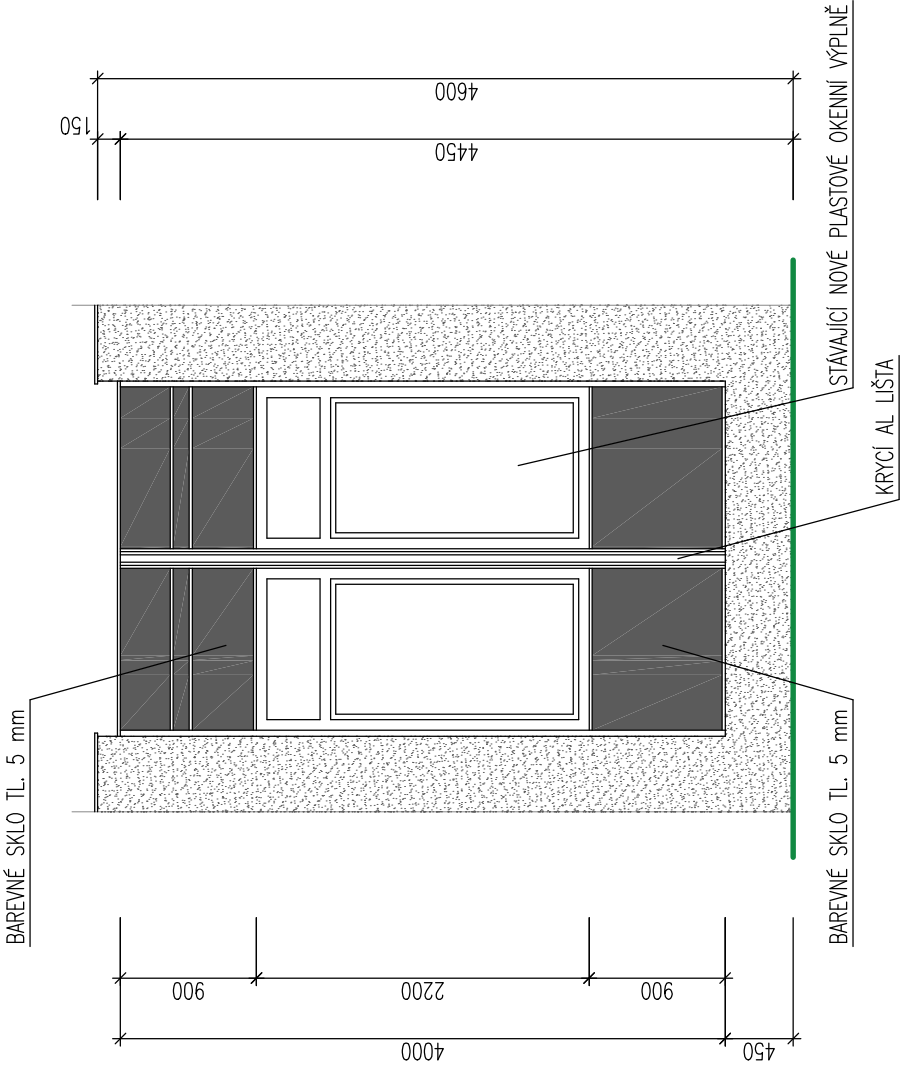 BAREVNÉ SKLO TL. 5 mm
150
4600
4450
STÁVAJÍCÍ NOVÉ PLASTOVÉ OKENNÍ VÝPLNĚ
KRYCÍ AL LIŠTA
BAREVNÉ SKLO TL. 5 mm
900
2200
900
4000
450